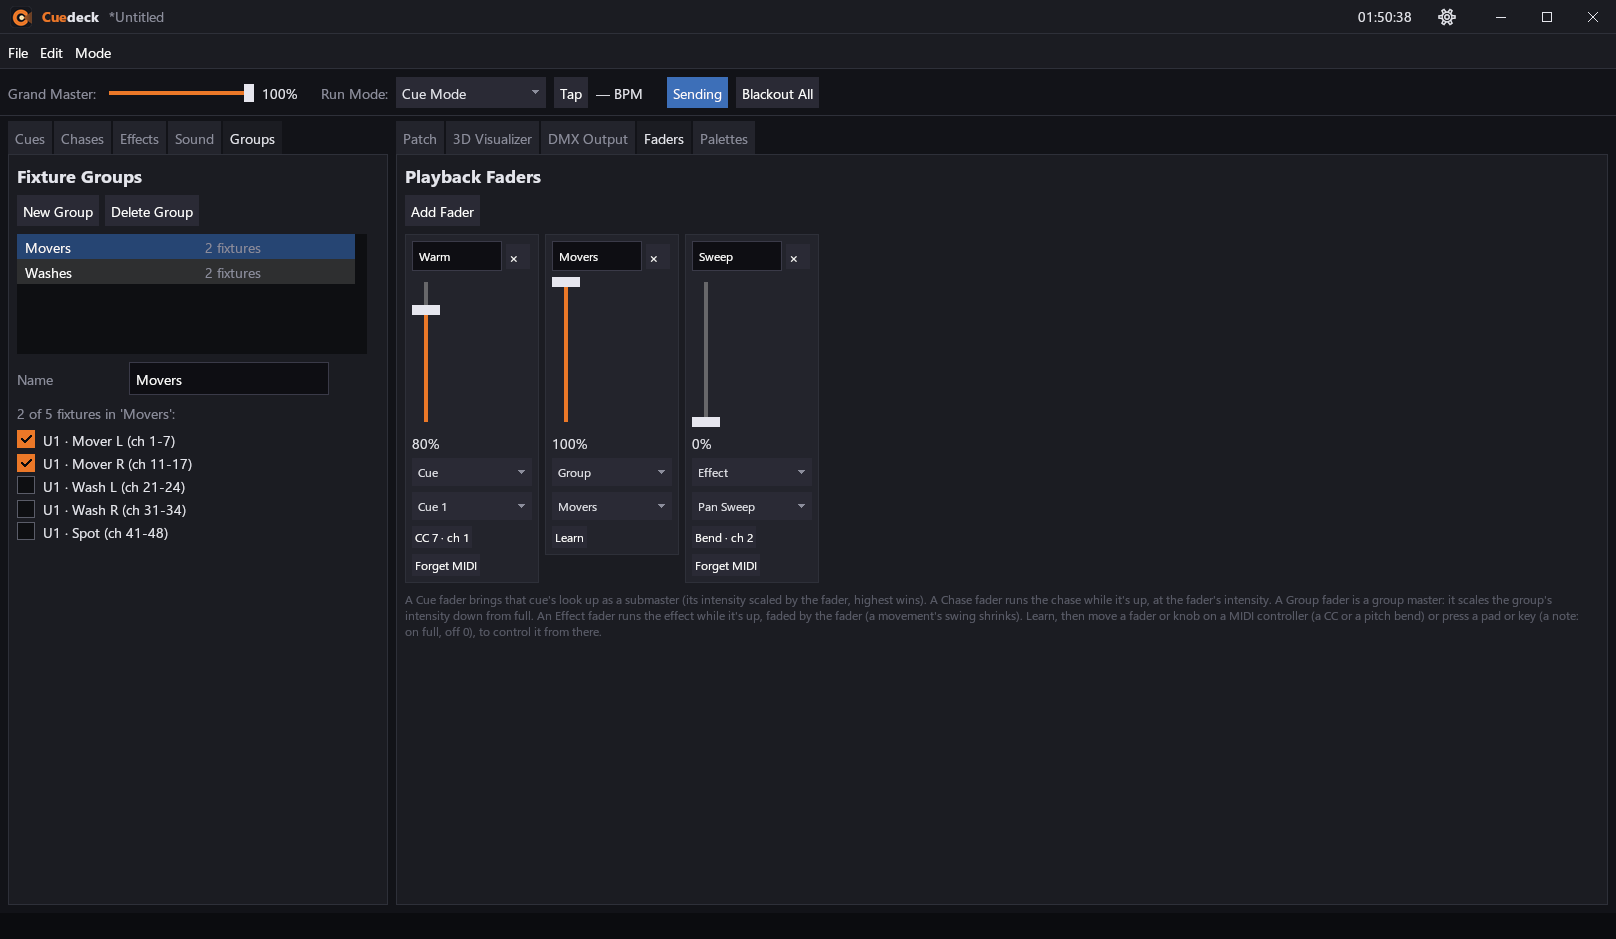 Cuedeck *Untitled 01:50:38
File Edit Mode
Grand Master: 100% Run Mode: Cue Mode Tap — BPM Sending Blackout All
Cues Chases Effects Sound Groups
Fixture Groups
New Group Delete Group
Movers 2 fixtures
Washes 2 fixtures
Name Movers
2 of 5 fixtures in 'Movers':
U1 · Mover L (ch 1-7)
U1 · Mover R (ch 11-17)
U1 · Wash L (ch 21-24)
U1 · Wash R (ch 31-34)
U1 · Spot (ch 41-48)
Patch 3D Visualizer DMX Output Faders Palettes
Playback Faders
Add Fader
Warm ×
80%
Cue
Cue 1
CC 7 · ch 1
Forget MIDI
Movers ×
100%
Group
Movers
Learn
Sweep ×
0%
Effect
Pan Sweep
Bend · ch 2
Forget MIDI
A Cue fader brings that cue's look up as a submaster (its intensity scaled by the fader, highest wins). A Chase fader runs the chase while it's up, at the fader's intensity. A Group fader is a group master: it scales the group's
intensity down from full. An Effect fader runs the effect while it's up, faded by the fader (a movement's swing shrinks). Learn, then move a fader or knob on a MIDI controller (a CC or a pitch bend) or press a pad or key (a note:
on full, off 0), to control it from there.